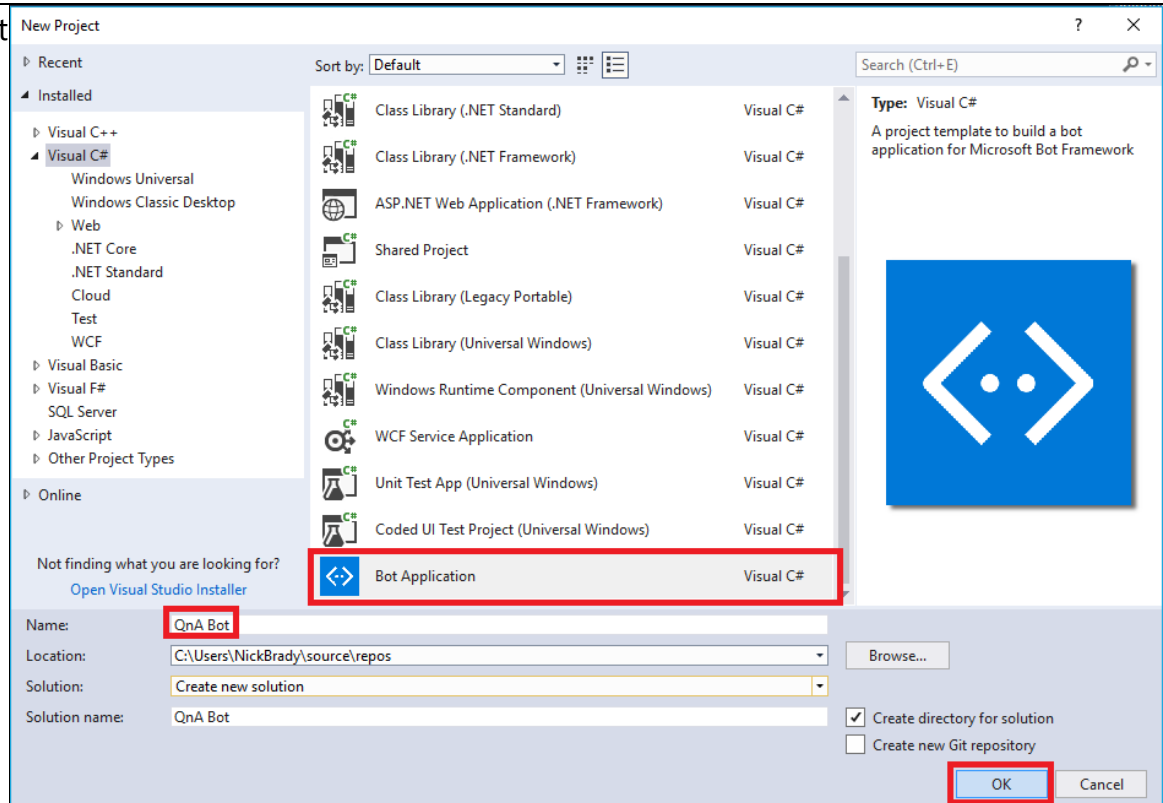 t
New Project
?
Recent
Installed
Visual C++
Visual C#
Windows Universal
Windows Classic Desktop
Web
.NET Core
.NET Standard
Cloud
Test
WCF
Visual Basic
Visual F#
SQL Server
JavaScript
Other Project Types
Online
Not finding what you are looking for?
Open Visual Studio Installer
Sort by: Default
C# Class Library (.NET Standard) Visual C#
C# Class Library (.NET Framework) Visual C#
ASP.NET Web Application (.NET Framework) Visual C#
C# Shared Project Visual C#
C# Class Library (Legacy Portable) Visual C#
C# Class Library (Universal Windows) Visual C#
C# Windows Runtime Component (Universal Windows) Visual C#
C# WCF Service Application Visual C#
C# Unit Test App (Universal Windows) Visual C#
C# Coded UI Test Project (Universal Windows) Visual C#
Bot Application Visual C#
Search (Ctrl+E)
Type: Visual C#
A project template to build a bot
application for Microsoft Bot Framework
Name: QnA Bot
Location: C:\Users\NickBrady\source\repos
Browse...
Solution: Create new solution
Solution name: QnA Bot
Create directory for solution
Create new Git repository
OK Cancel